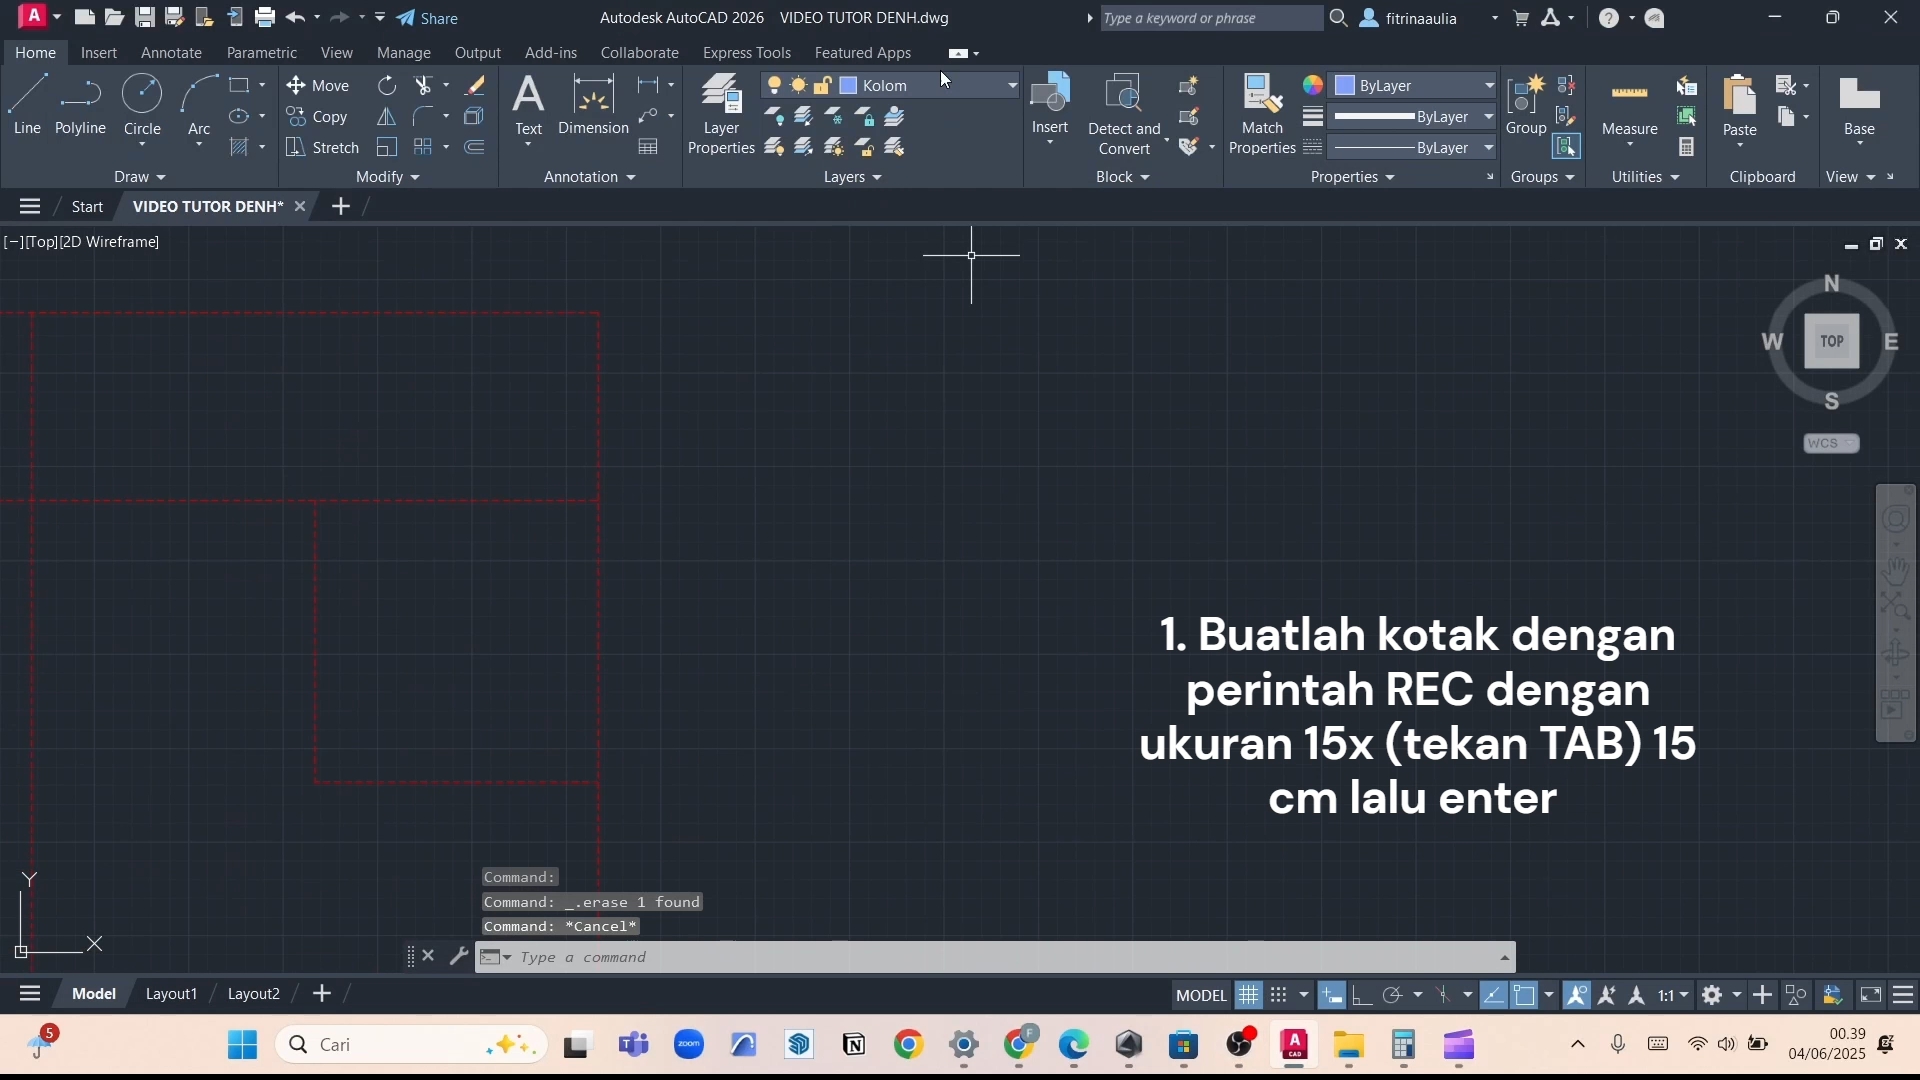 A CAD
Share
Autodesk AutoCAD 2026 VIDEO TUTOR DENH.dwg
Type a keyword or phrase
fitrinaaulia
Home Insert Annotate Parametric View Manage Output Add-ins Collaborate Express Tools Featured Apps
Line
Polyline
Circle
Arc
Draw
Move
Copy
Stretch
Modify
Text
Dimension
Annotation
Layer
Properties
Kolom
Layers
Insert
Detect and
Convert
Block
Match
Properties
ByLayer
ByLayer
ByLayer
Properties
Group
Groups
Measure
Utilities
Paste
Clipboard
Base
View
Start
VIDEO TUTOR DENH*
[−][Top][2D Wireframe]
N
W TOP E
S
WCS
1. Buatlah kotak dengan
perintah REC dengan
ukuran 15x (tekan TAB) 15
cm lalu enter
Y
X
Command:
Command: _.erase 1 found
Command: *Cancel*
Type a command
Model Layout1 Layout2
MODEL
1:1
5
Cari
zoom
F
A CAD
00.39
04/06/2025